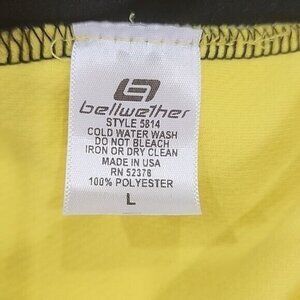 bellwether
STYLE 5814
COLD WATER WASH
DO NOT BLEACH
IRON OR DRY CLEAN
MADE IN USA
RN 52378
100% POLYESTER
L